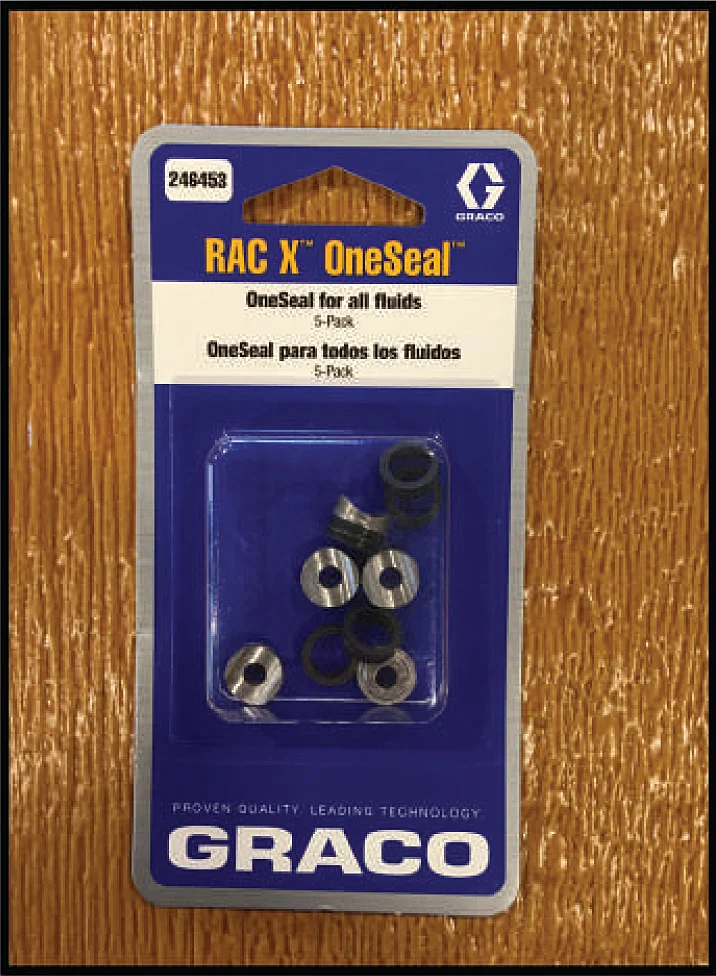 246453
GRACO
RAC X™ OneSeal™
OneSeal for all fluids
5-Pack
OneSeal para todos los fluidos
5-Pack
PROVEN QUALITY. LEADING TECHNOLOGY.
GRACO